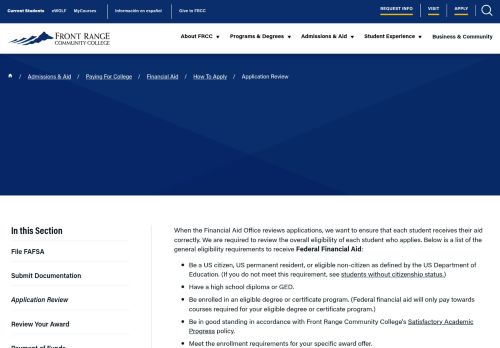 Current Students eWOLF MyCourses Información en español Give to FRCC REQUEST INFO VISIT APPLY
FRONT RANGE
COMMUNITY COLLEGE
About FRCC Programs & Degrees Admissions & Aid Student Experience Business & Community
/ Admissions & Aid / Paying For College / Financial Aid / How To Apply / Application Review
In this Section
File FAFSA
Submit Documentation
Application Review
Review Your Award
Payment of Funds
When the Financial Aid Office reviews applications, we want to ensure that each student receives their aid
correctly. We are required to review the overall eligibility of each student who applies. Below is a list of the
general eligibility requirements to receive Federal Financial Aid:
• Be a US citizen, US permanent resident, or eligible non-citizen as defined by the US Department of
Education. (If you do not meet this requirement, see students without citizenship status.)
• Have a high school diploma or GED.
• Be enrolled in an eligible degree or certificate program. (Federal financial aid will only pay towards
courses required for your eligible degree or certificate program.)
• Be in good standing in accordance with Front Range Community College's Satisfactory Academic
Progress policy.
• Meet the enrollment requirements for your specific award offer.